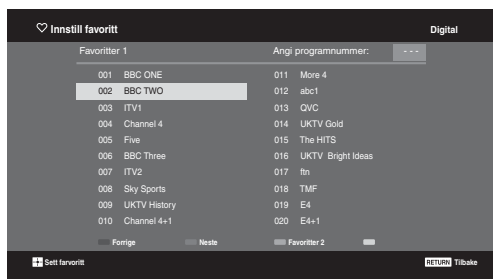 Innstill favoritt Digital
Favoritter 1 Angi programnummer: - - -
001 BBC ONE 011 More 4
002 BBC TWO 012 abc1
003 ITV1 013 QVC
004 Channel 4 014 UKTV Gold
005 Five 015 The HITS
006 BBC Three 016 UKTV Bright Ideas
007 ITV2 017 ftn
008 Sky Sports 018 TMF
009 UKTV History 019 E4
010 Channel 4+1 020 E4+1
Forrige Neste Favoritter 2
Sett farvoritt RETURN Tilbake